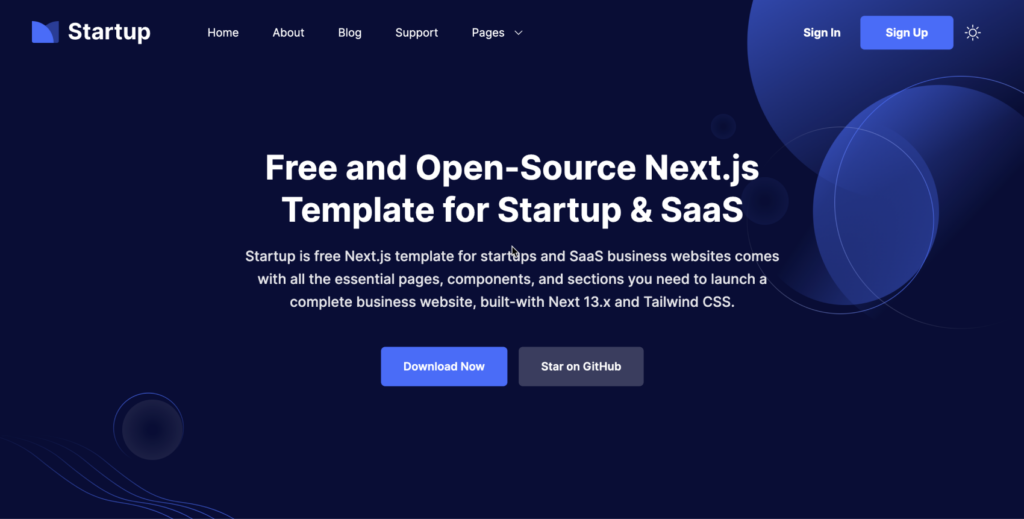 Startup
Home
About
Blog
Support
Pages
Sign In
Sign Up
Free and Open-Source Next.js
Template for Startup & SaaS
Startup is free Next.js template for startups and SaaS business websites comes
with all the essential pages, components, and sections you need to launch a
complete business website, built-with Next 13.x and Tailwind CSS.
Download Now
Star on GitHub